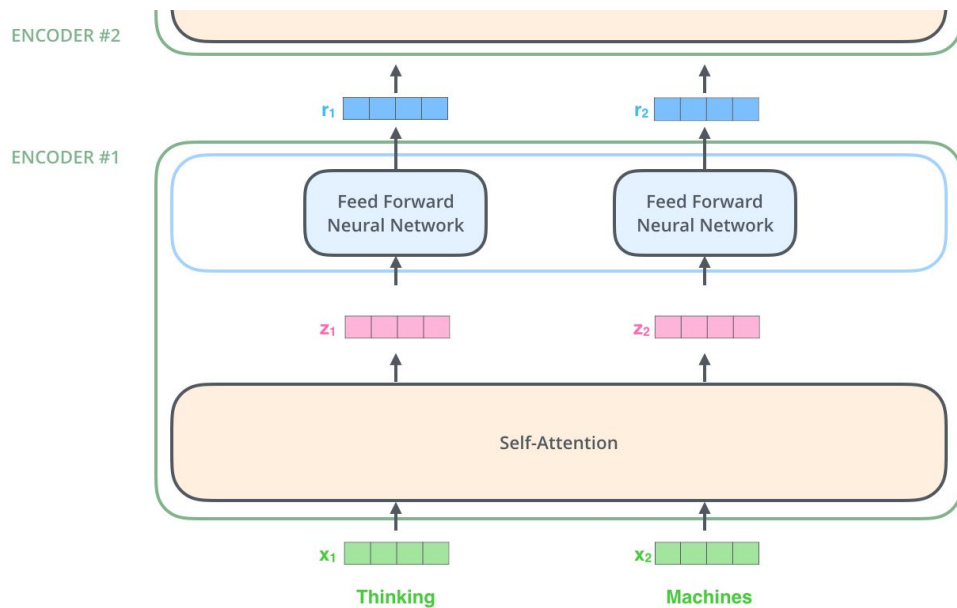 ENCODER #2
r₁
r₂
ENCODER #1
Feed Forward
Neural Network
Feed Forward
Neural Network
z₁
z₂
Self-Attention
x₁
x₂
Thinking
Machines